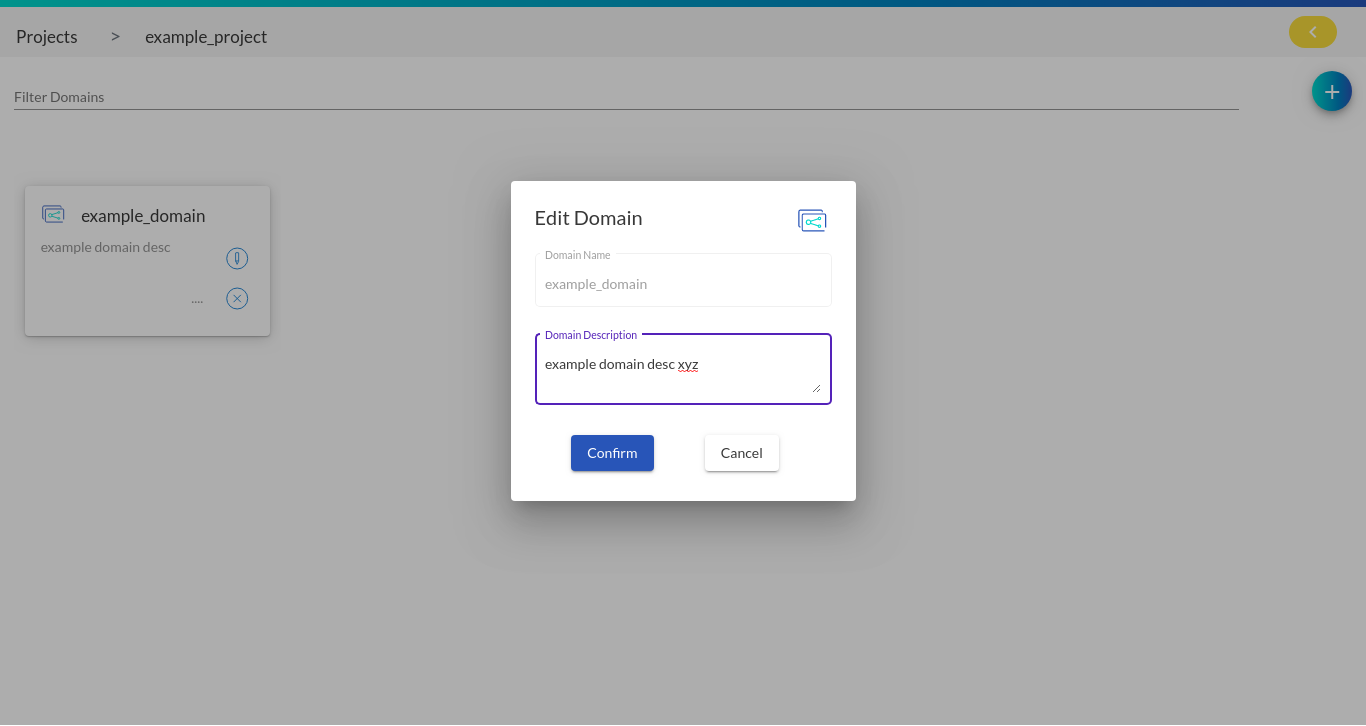 Projects > example_project
Filter Domains
example_domain
example domain desc
....
Edit Domain
Domain Name
example_domain
Domain Description
example domain desc xyz
Confirm Cancel